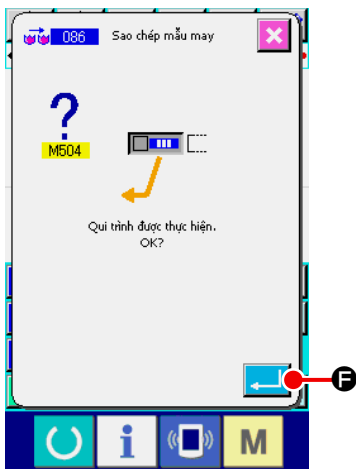 086 Sao chép mẫu may
?
M504
Qui trình được thực hiện.
OK?
F
i
M